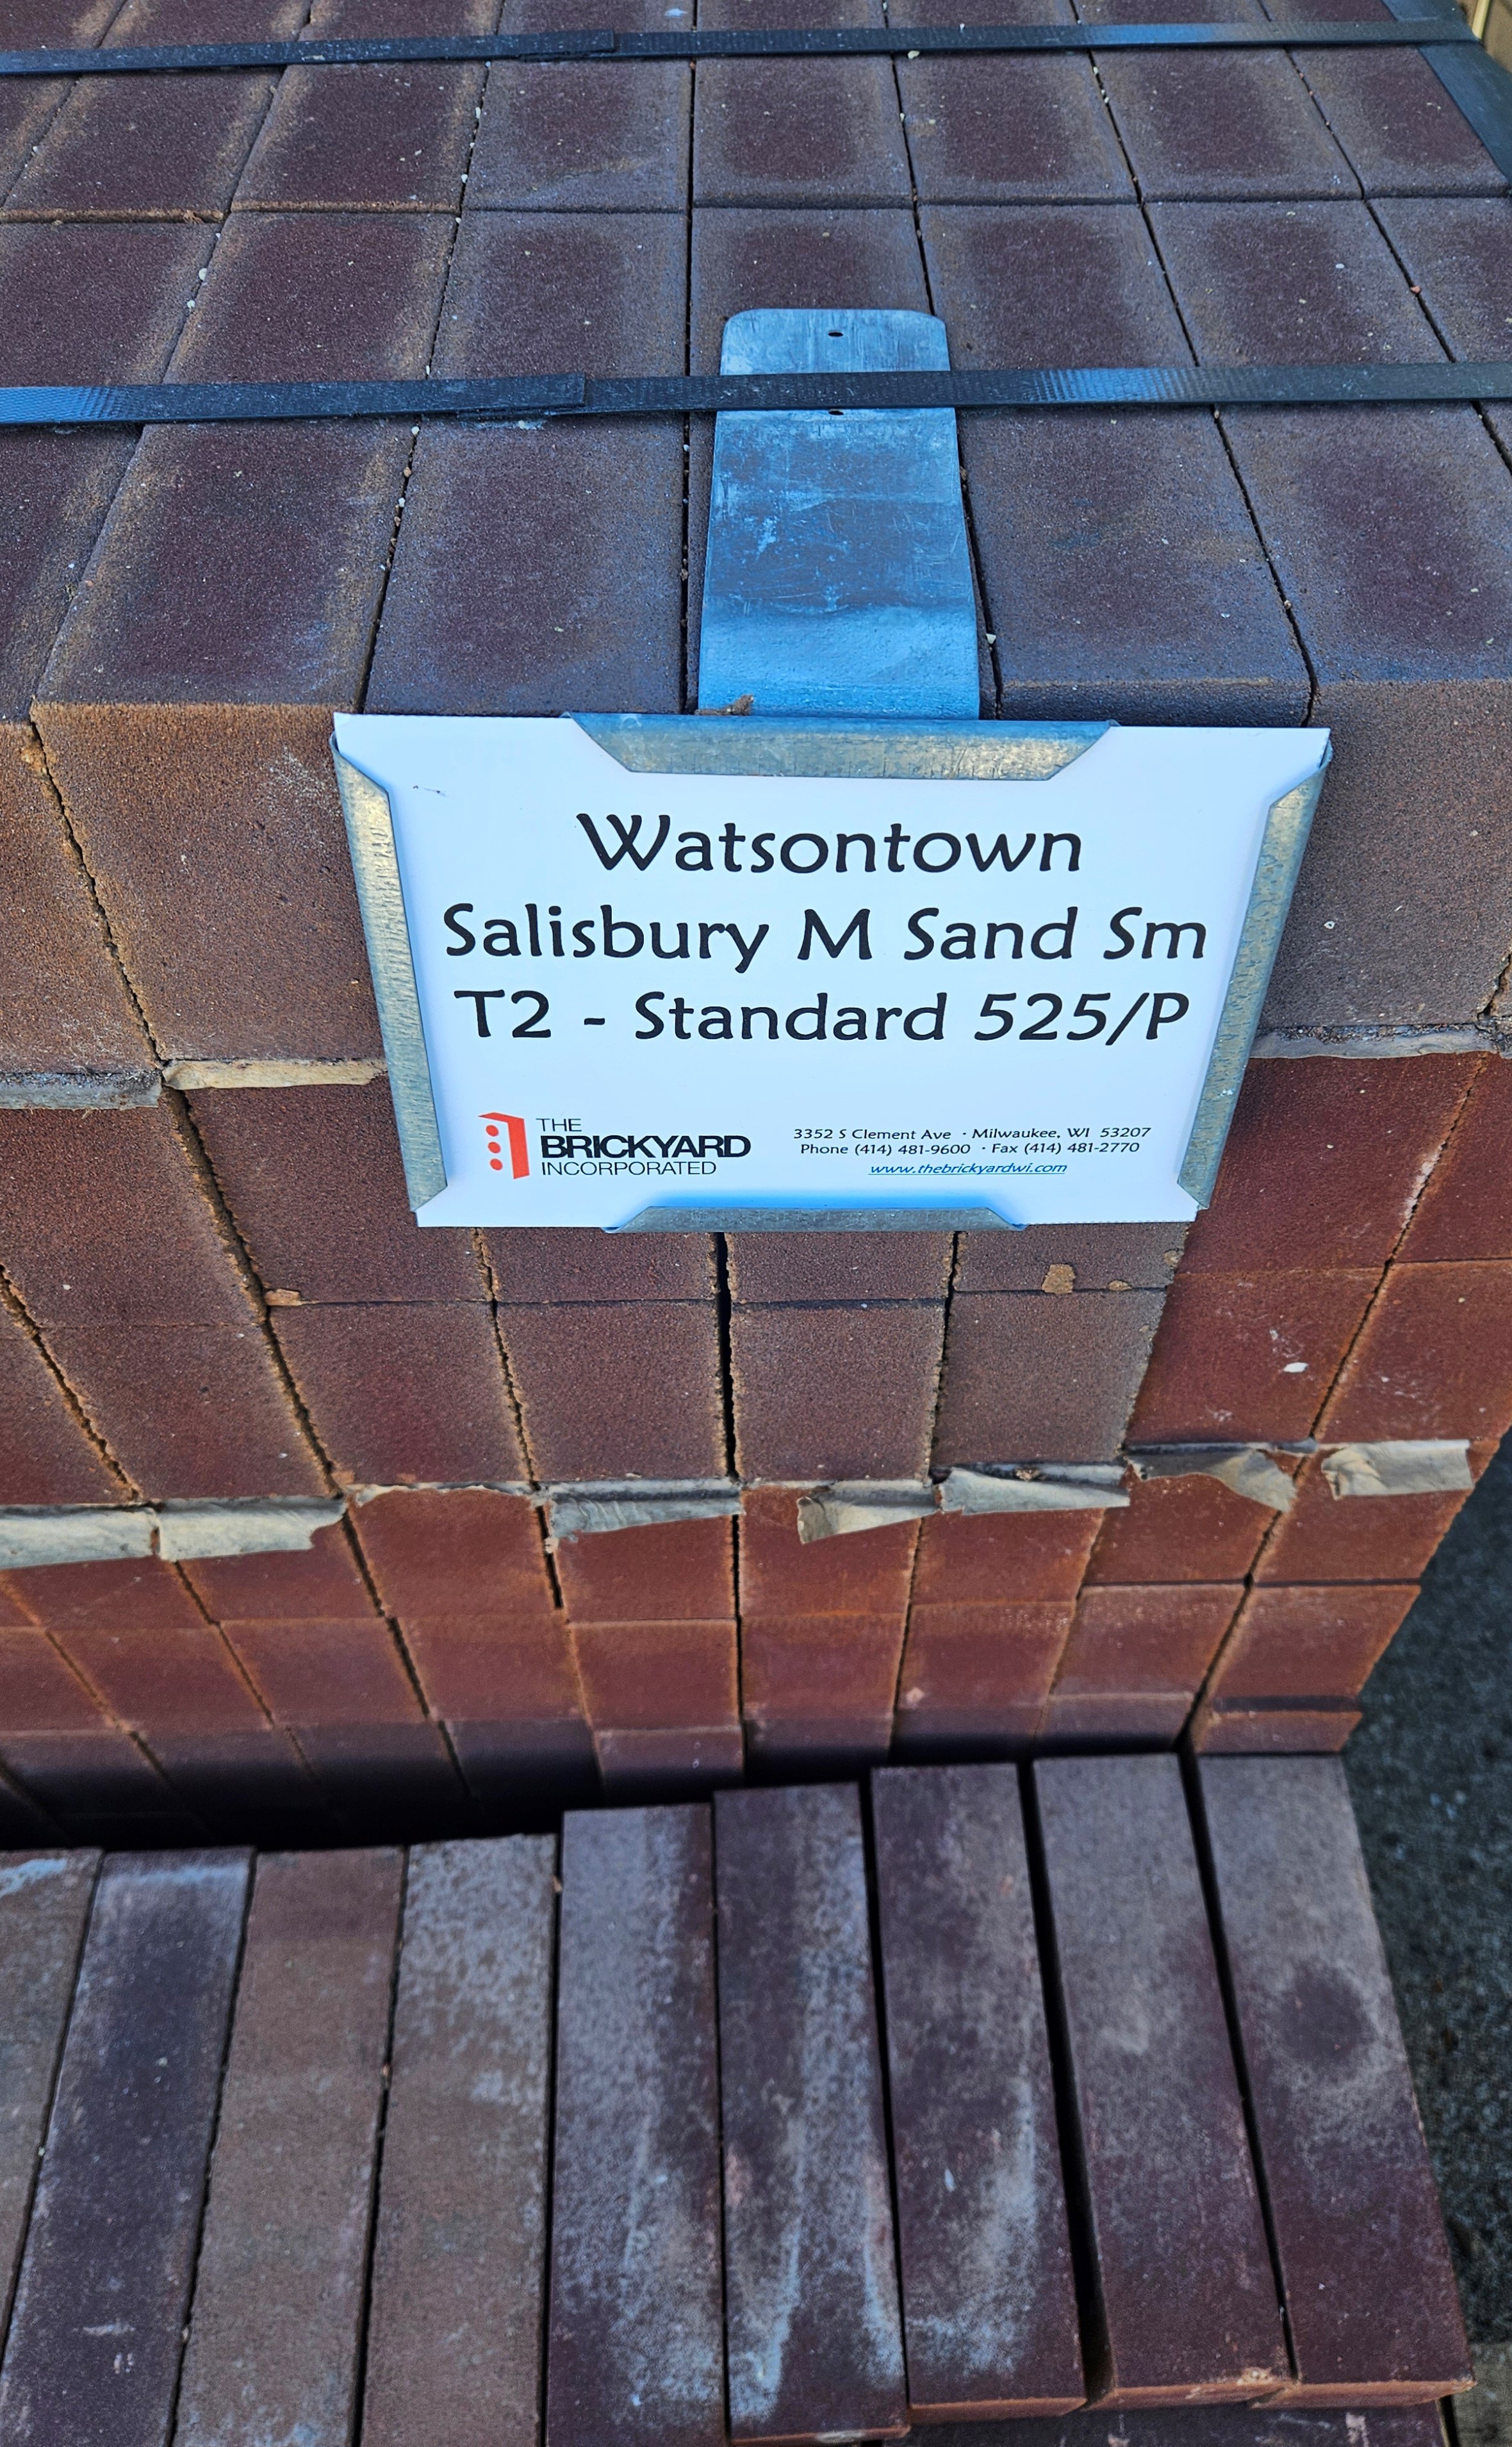 Watsontown
Salisbury M Sand Sm
T2 - Standard 525/P
THE
BRICKYARD
INCORPORATED
3352 S Clement Ave · Milwaukee, WI 53207
Phone (414) 481-9600 · Fax (414) 481-2770
www.thebrickyardwi.com